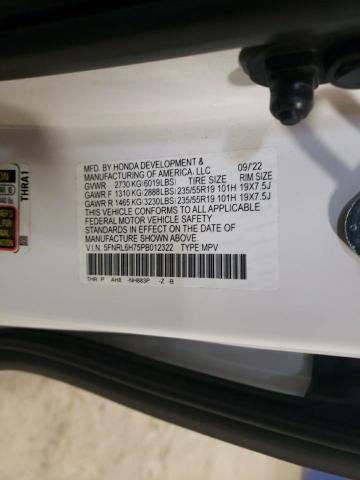 MFD. BY HONDA DEVELOPMENT & 09/'22
MANUFACTURING OF AMERICA, LLC
GVWR 2730 KG(6019LBS) TIRE SIZE RIM SIZE
GAWR F 1310 KG(2888LBS) 235/55R19 101H 19X7.5J
GAWR R 1465 KG(3230LBS) 235/55R19 101H 19X7.5J
THIS VEHICLE CONFORMS TO ALL APPLICABLE
FEDERAL MOTOR VEHICLE SAFETY
STANDARDS IN EFFECT ON THE DATE OF
MANUFACTURE SHOWN ABOVE.
V.I.N. 5FNRL6H75PB012322 TYPE MPV
THR P AH8 -NH883P -Z -B
THRA1